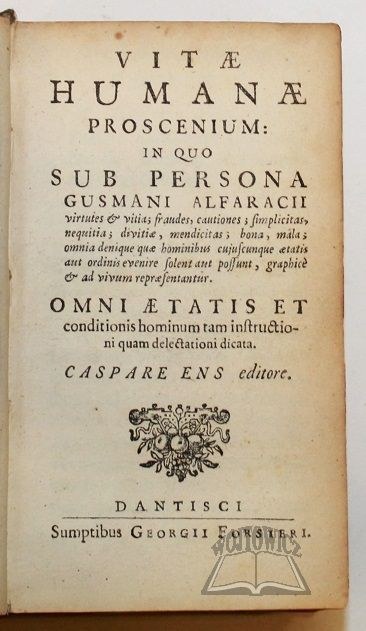 VITÆ
HUMANÆ
PROSCENIUM:
IN QUO
SUB PERSONA
GUSMANI ALFARACII
virtutes & vitia; fraudes, cautiones; ſimplicitas,
nequitia; divitiæ, mendicitas; bona, mala;
omnia denique quæ hominibus cujuſcunque ætatis
aut ordinis evenire ſolent aut poſſunt, graphicè
& ad vivum repræſentantur.
OMNI ÆTATIS ET
conditionis hominum tam inſtructio-
ni quam delectationi dicata.
CASPARE ENS editore.
DANTISCI
Sumptibus GEORGII FORSTERI.
WÓJTOWICZ